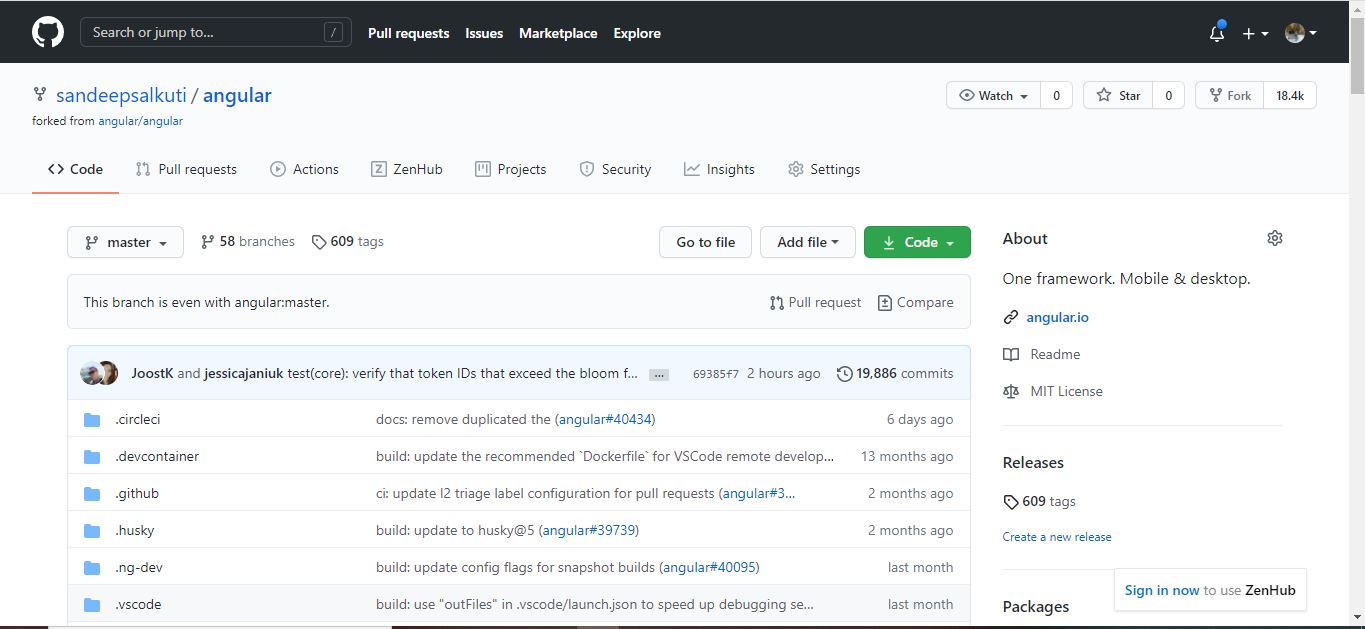 Search or jump to... / Pull requests Issues Marketplace Explore
sandeepsalkuti / angular Watch 0 Star 0 Fork 18.4k
forked from angular/angular
Code Pull requests Actions ZenHub Projects Security Insights Settings
master 58 branches 609 tags Go to file Add file Code
This branch is even with angular:master. Pull request Compare
JoostK and jessicajaniuk test(core): verify that token IDs that exceed the bloom f... ... 69385f7 2 hours ago 19,886 commits
.circleci docs: remove duplicated the (angular#40434) 6 days ago
.devcontainer build: update the recommended `Dockerfile` for VSCode remote develop... 13 months ago
.github ci: update I2 triage label configuration for pull requests (angular#3... 2 months ago
.husky build: update to husky@5 (angular#39739) 2 months ago
.ng-dev build: update config flags for snapshot builds (angular#40095) last month
.vscode build: use "outFiles" in .vscode/launch.json to speed up debugging se... last month
About
One framework. Mobile & desktop.
angular.io
Readme
MIT License
Releases
609 tags
Create a new release
Packages
Sign in now to use ZenHub